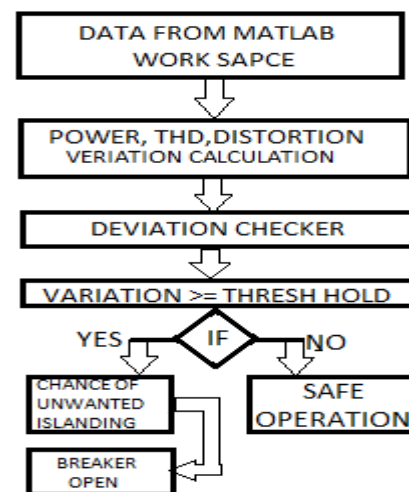 DATA FROM MATLAB
WORK SAPCE
POWER, THD,DISTORTION
VERIATION CALCULATION
DEVIATION CHECKER
VARIATION >= THRESH HOLD
YES
IF
NO
CHANCE OF
UNWANTED
ISLANDING
SAFE
OPERATION
BREAKER
OPEN